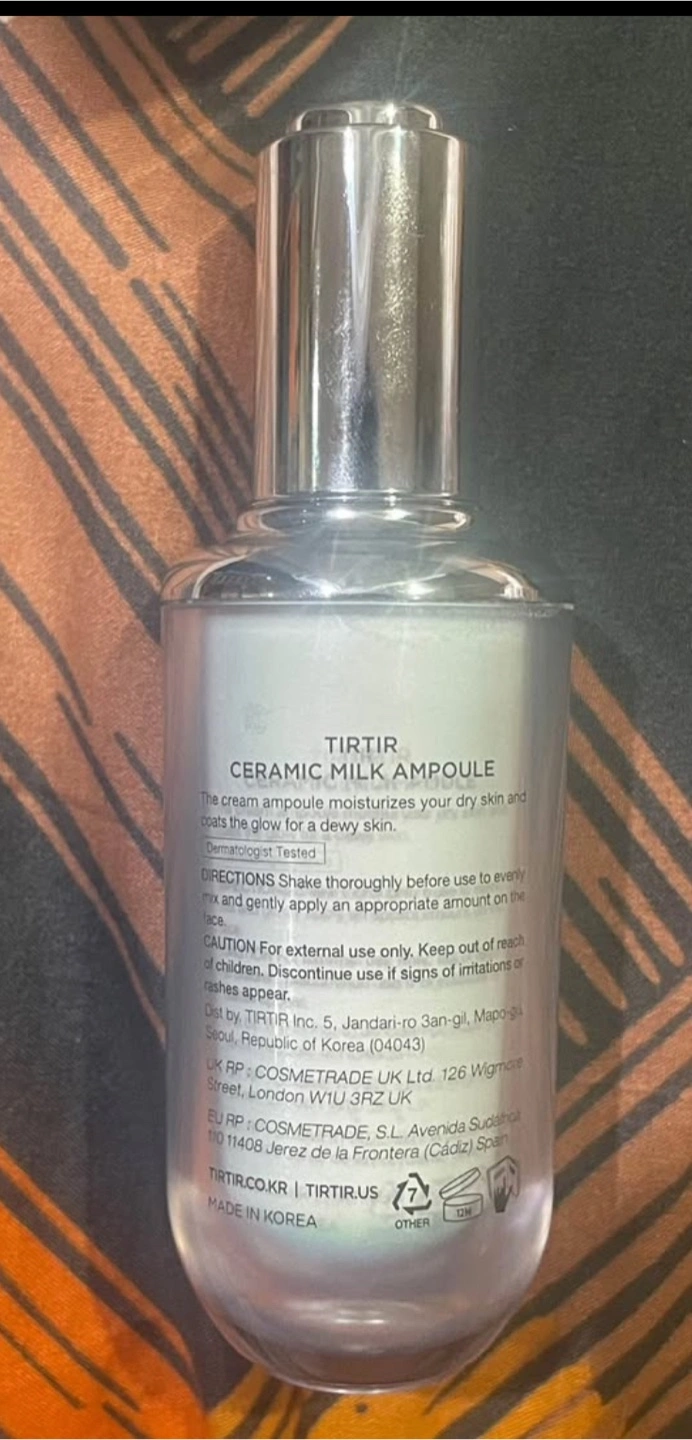 TIRTIR
CERAMIC MILK AMPOULE
The cream ampoule moisturizes your dry skin and
coats the glow for a dewy skin.
Dermatologist Tested
DIRECTIONS Shake thoroughly before use to evenly
mix and gently apply an appropriate amount on the
face.
CAUTION For external use only. Keep out of reach
of children. Discontinue use if signs of irritations or
rashes appear.
Dist by, TIRTIR Inc. 5, Jandari-ro 3an-gil, Mapo-gu,
Seoul, Republic of Korea (04043)
UK RP : COSMETRADE UK Ltd. 126 Wigmore
Street, London W1U 3RZ UK
EU RP : COSMETRADE, S.L. Avenida
110 11408 Jerez de la Frontera (Cádiz) Spain
TIRTIR.CO.KR | TIRTIR.US
7
OTHER
12M
MADE IN KOREA